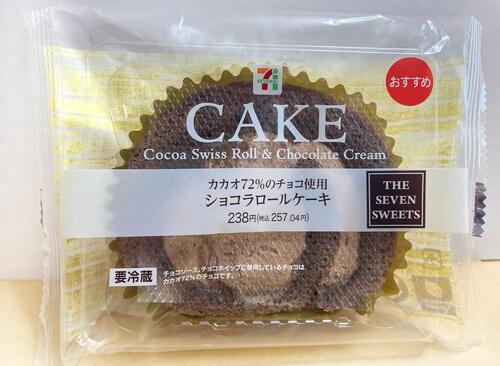 おすすめ
7
SEVEN & i
CAKE
Cocoa Swiss Roll & Chocolate Cream
カカオ72%のチョコ使用
ショコラロールケーキ
238円(税込 257.04円)
THE
SEVEN
SWEETS
要冷蔵
チョコソース、チョコホイップに使用しているチョコは
カカオ72%のチョコです。